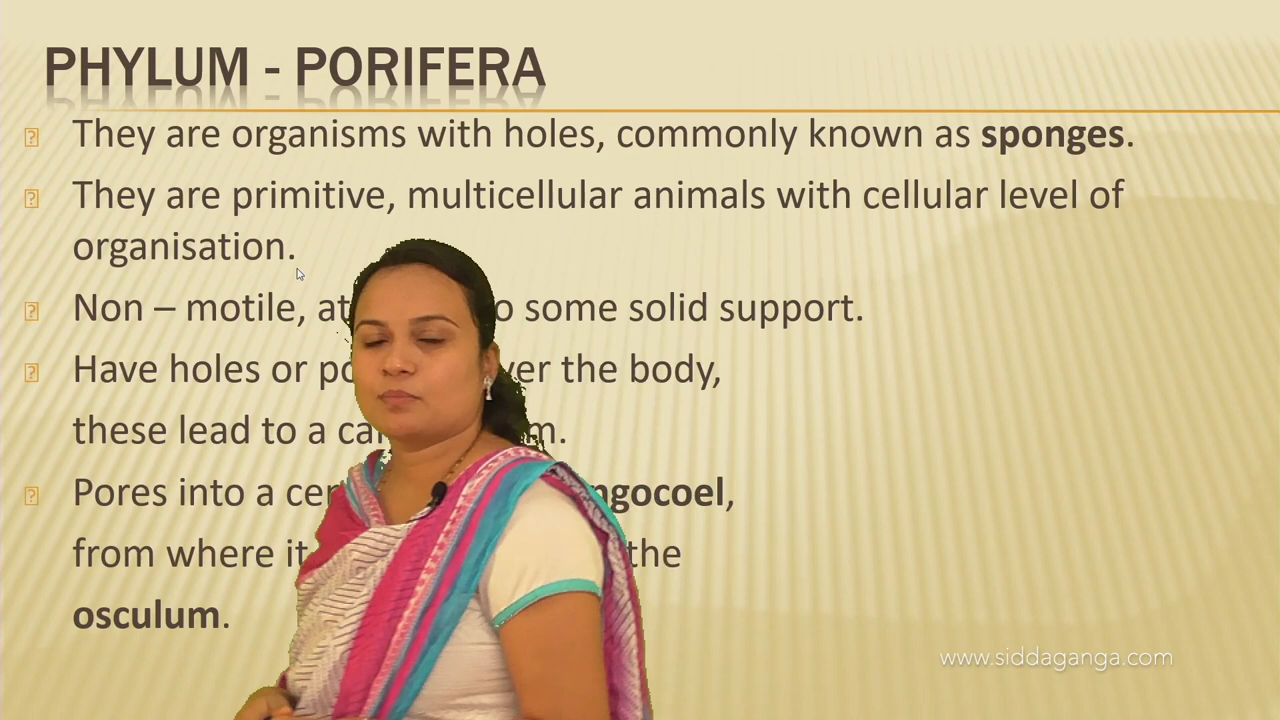 PHYLUM - PORIFERA
They are organisms with holes, commonly known as sponges.
They are primitive, multicellular animals with cellular level of
organisation.
Non – motile, at o some solid support.
Have holes or po ver the body,
these lead to a ca m.
Pores into a cen ngocoel,
from where it the
osculum.
www.siddaganga.com